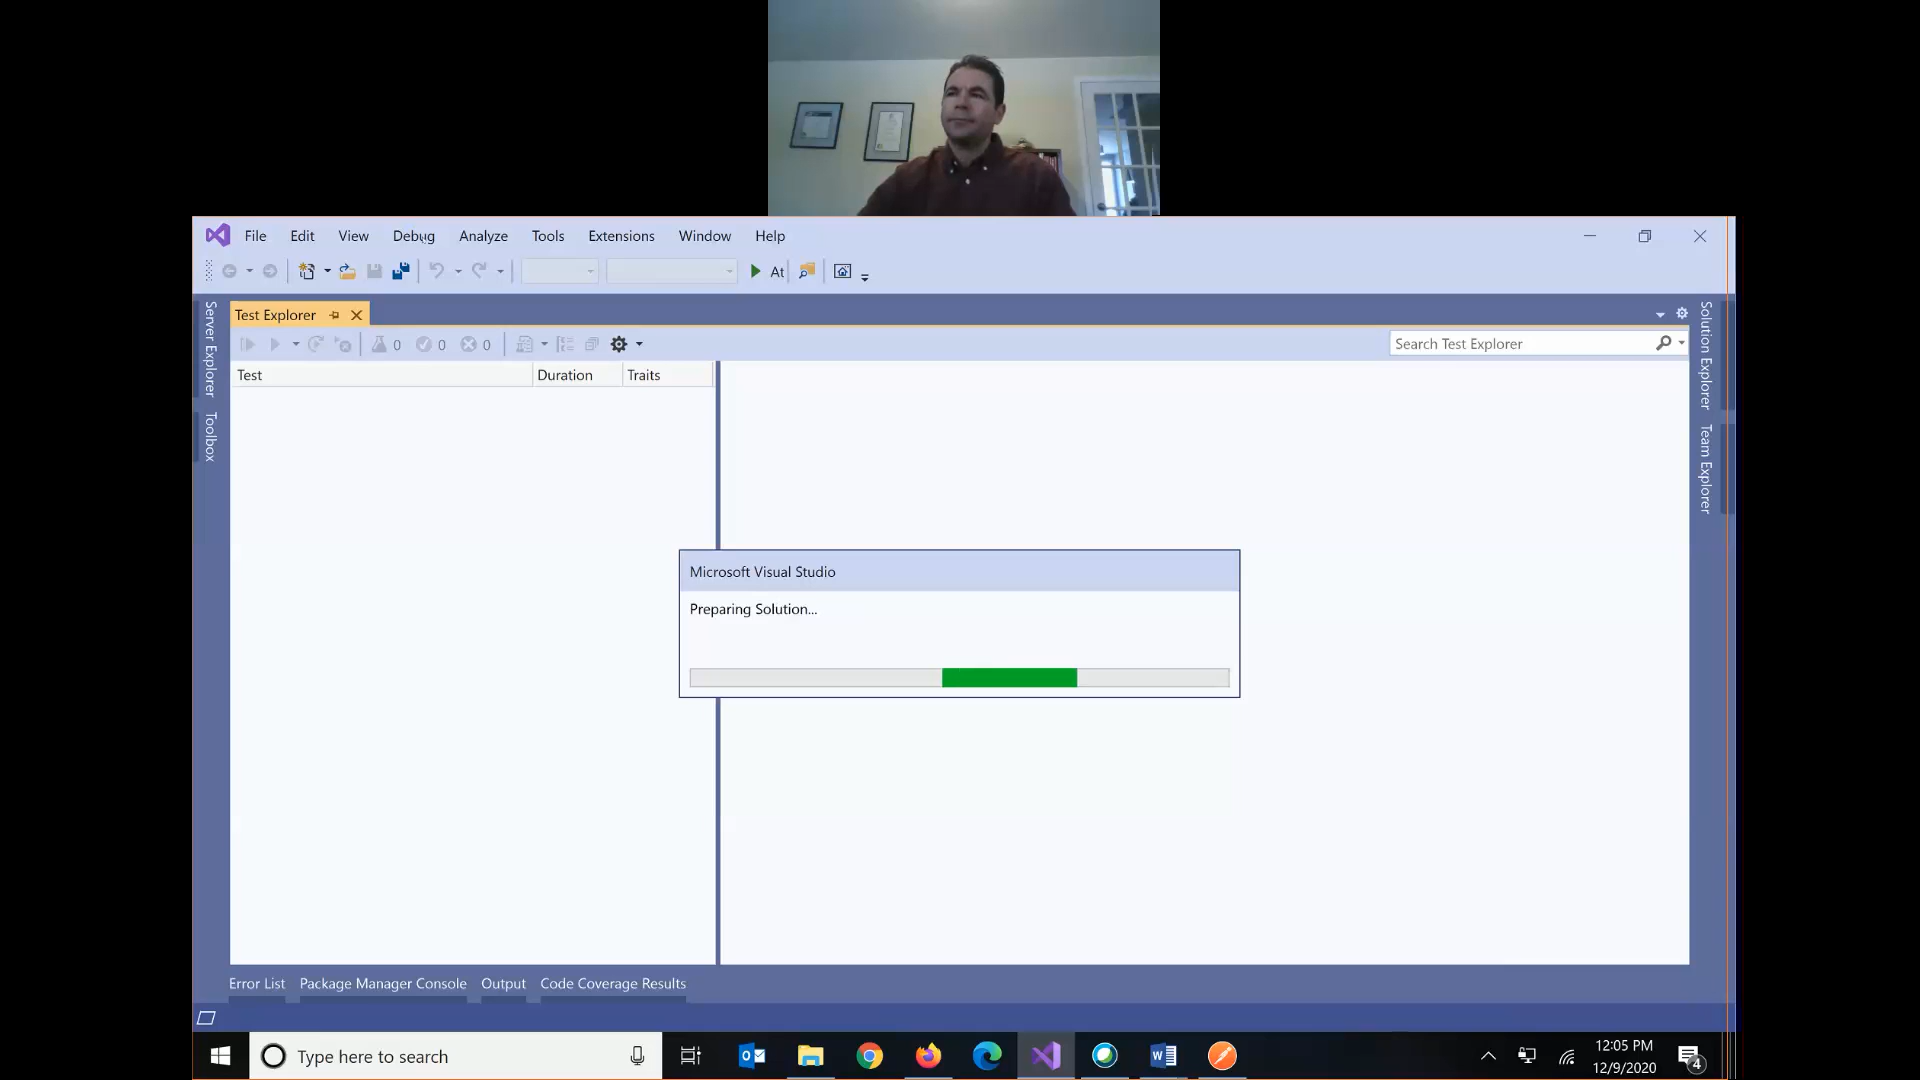 File Edit View Debug Analyze Tools Extensions Window Help
At
Server Explorer
Toolbox
Test Explorer
0 0 0
Search Test Explorer
Test Duration Traits
Solution Explorer
Team Explorer
Microsoft Visual Studio
Preparing Solution...
Error List Package Manager Console Output Code Coverage Results
Type here to search
12:05 PM
12/9/2020
4